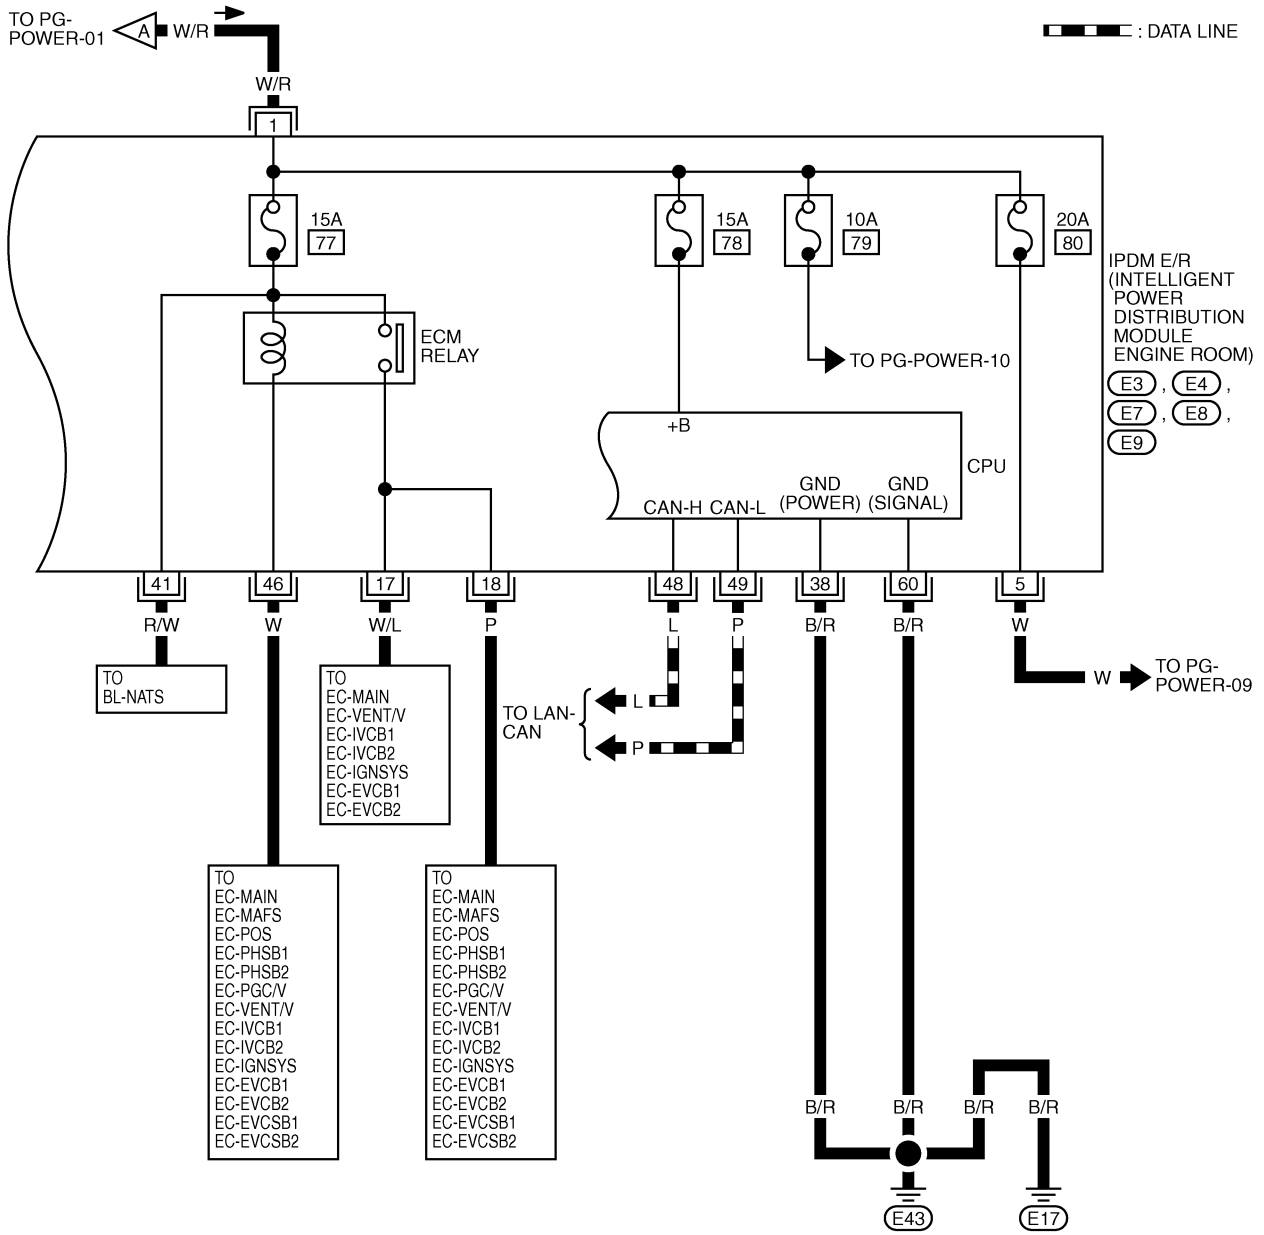 TO PG-
POWER-01
A
W/R
: DATA LINE
W/R
1
15A
77
15A
78
10A
79
20A
80
IPDM E/R
(INTELLIGENT
POWER
DISTRIBUTION
MODULE
ENGINE ROOM)
E3 , E4 ,
E7 , E8 ,
E9
ECM
RELAY
TO PG-POWER-10
+B
CPU
CAN-H
CAN-L
GND
(POWER)
GND
(SIGNAL)
41
46
17
18
48
49
38
60
5
R/W
W
W/L
P
L
P
B/R
B/R
W
TO
BL-NATS
TO
EC-MAIN
EC-VENT/V
EC-IVCB1
EC-IVCB2
EC-IGNSYS
EC-EVCB1
EC-EVCB2
TO LAN-
CAN
L
P
W
TO PG-
POWER-09
TO
EC-MAIN
EC-MAFS
EC-POS
EC-PHSB1
EC-PHSB2
EC-PGC/V
EC-VENT/V
EC-IVCB1
EC-IVCB2
EC-IGNSYS
EC-EVCB1
EC-EVCB2
EC-EVCSB1
EC-EVCSB2
TO
EC-MAIN
EC-MAFS
EC-POS
EC-PHSB1
EC-PHSB2
EC-PGC/V
EC-VENT/V
EC-IVCB1
EC-IVCB2
EC-IGNSYS
EC-EVCB1
EC-EVCB2
EC-EVCSB1
EC-EVCSB2
B/R
B/R
B/R
B/R
E43
E17